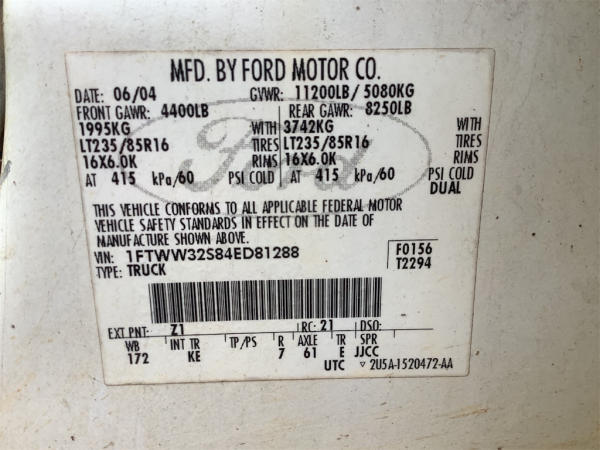 MFD. BY FORD MOTOR CO.
DATE: 06/04 GVWR: 11200LB/ 5080KG
FRONT GAWR: 4400LB REAR GAWR: 8250LB
1995KG WITH 3742KG WITH
LT235/85R16 TIRES LT235/85R16 TIRES
16X6.0K RIMS 16X6.0K RIMS
AT 415 kPa/60 PSI COLD AT 415 kPa/60 PSI COLD
DUAL
Ford
THIS VEHICLE CONFORMS TO ALL APPLICABLE FEDERAL MOTOR
VEHICLE SAFETY STANDARDS IN EFFECT ON THE DATE OF
MANUFACTURE SHOWN ABOVE.
VIN: 1FTWW32S84ED81288 F0156
TYPE: TRUCK T2294
EXT PNT: Z1 RC: 21 DSO:
WB INT TR TP/PS R AXLE TR SPR
172 KE 7 61 E JJCC
UTC ▽ 2U5A-1520472-AA